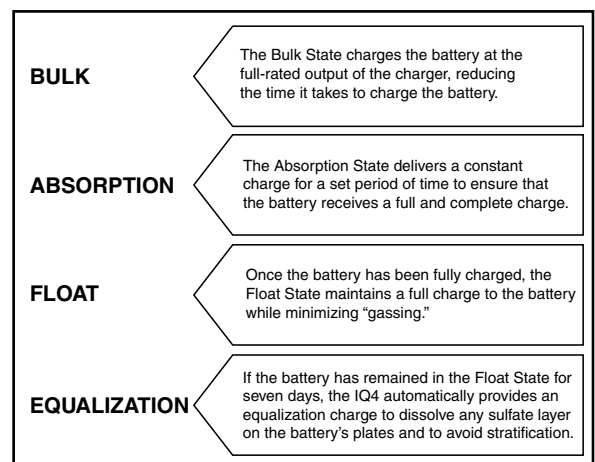 BULK
The Bulk State charges the battery at the
full-rated output of the charger, reducing
the time it takes to charge the battery.
ABSORPTION
The Absorption State delivers a constant
charge for a set period of time to ensure that
the battery receives a full and complete charge.
FLOAT
Once the battery has been fully charged, the
Float State maintains a full charge to the battery
while minimizing “gassing.”
EQUALIZATION
If the battery has remained in the Float State for
seven days, the IQ4 automatically provides an
equalization charge to dissolve any sulfate layer
on the battery’s plates and to avoid stratification.